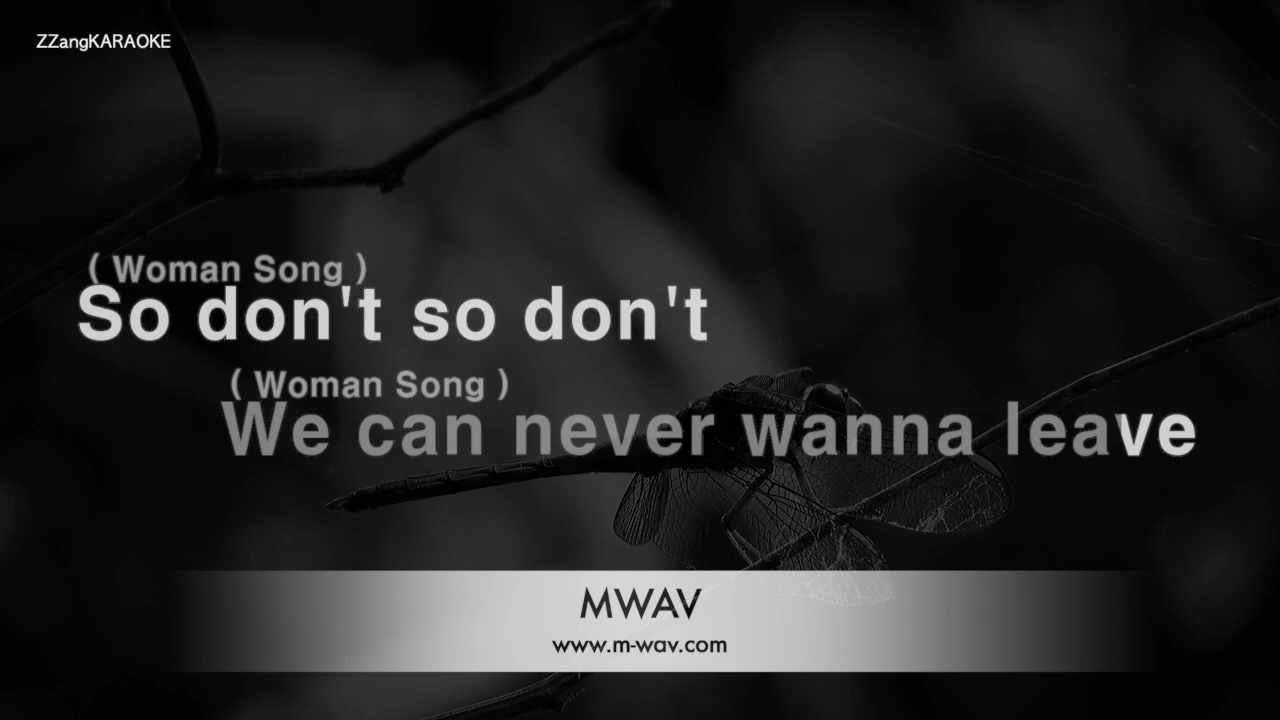 ZZangKARAOKE
( Woman Song )
So don't so don't
( Woman Song )
We can never wanna leave
MWAV
www.m-wav.com